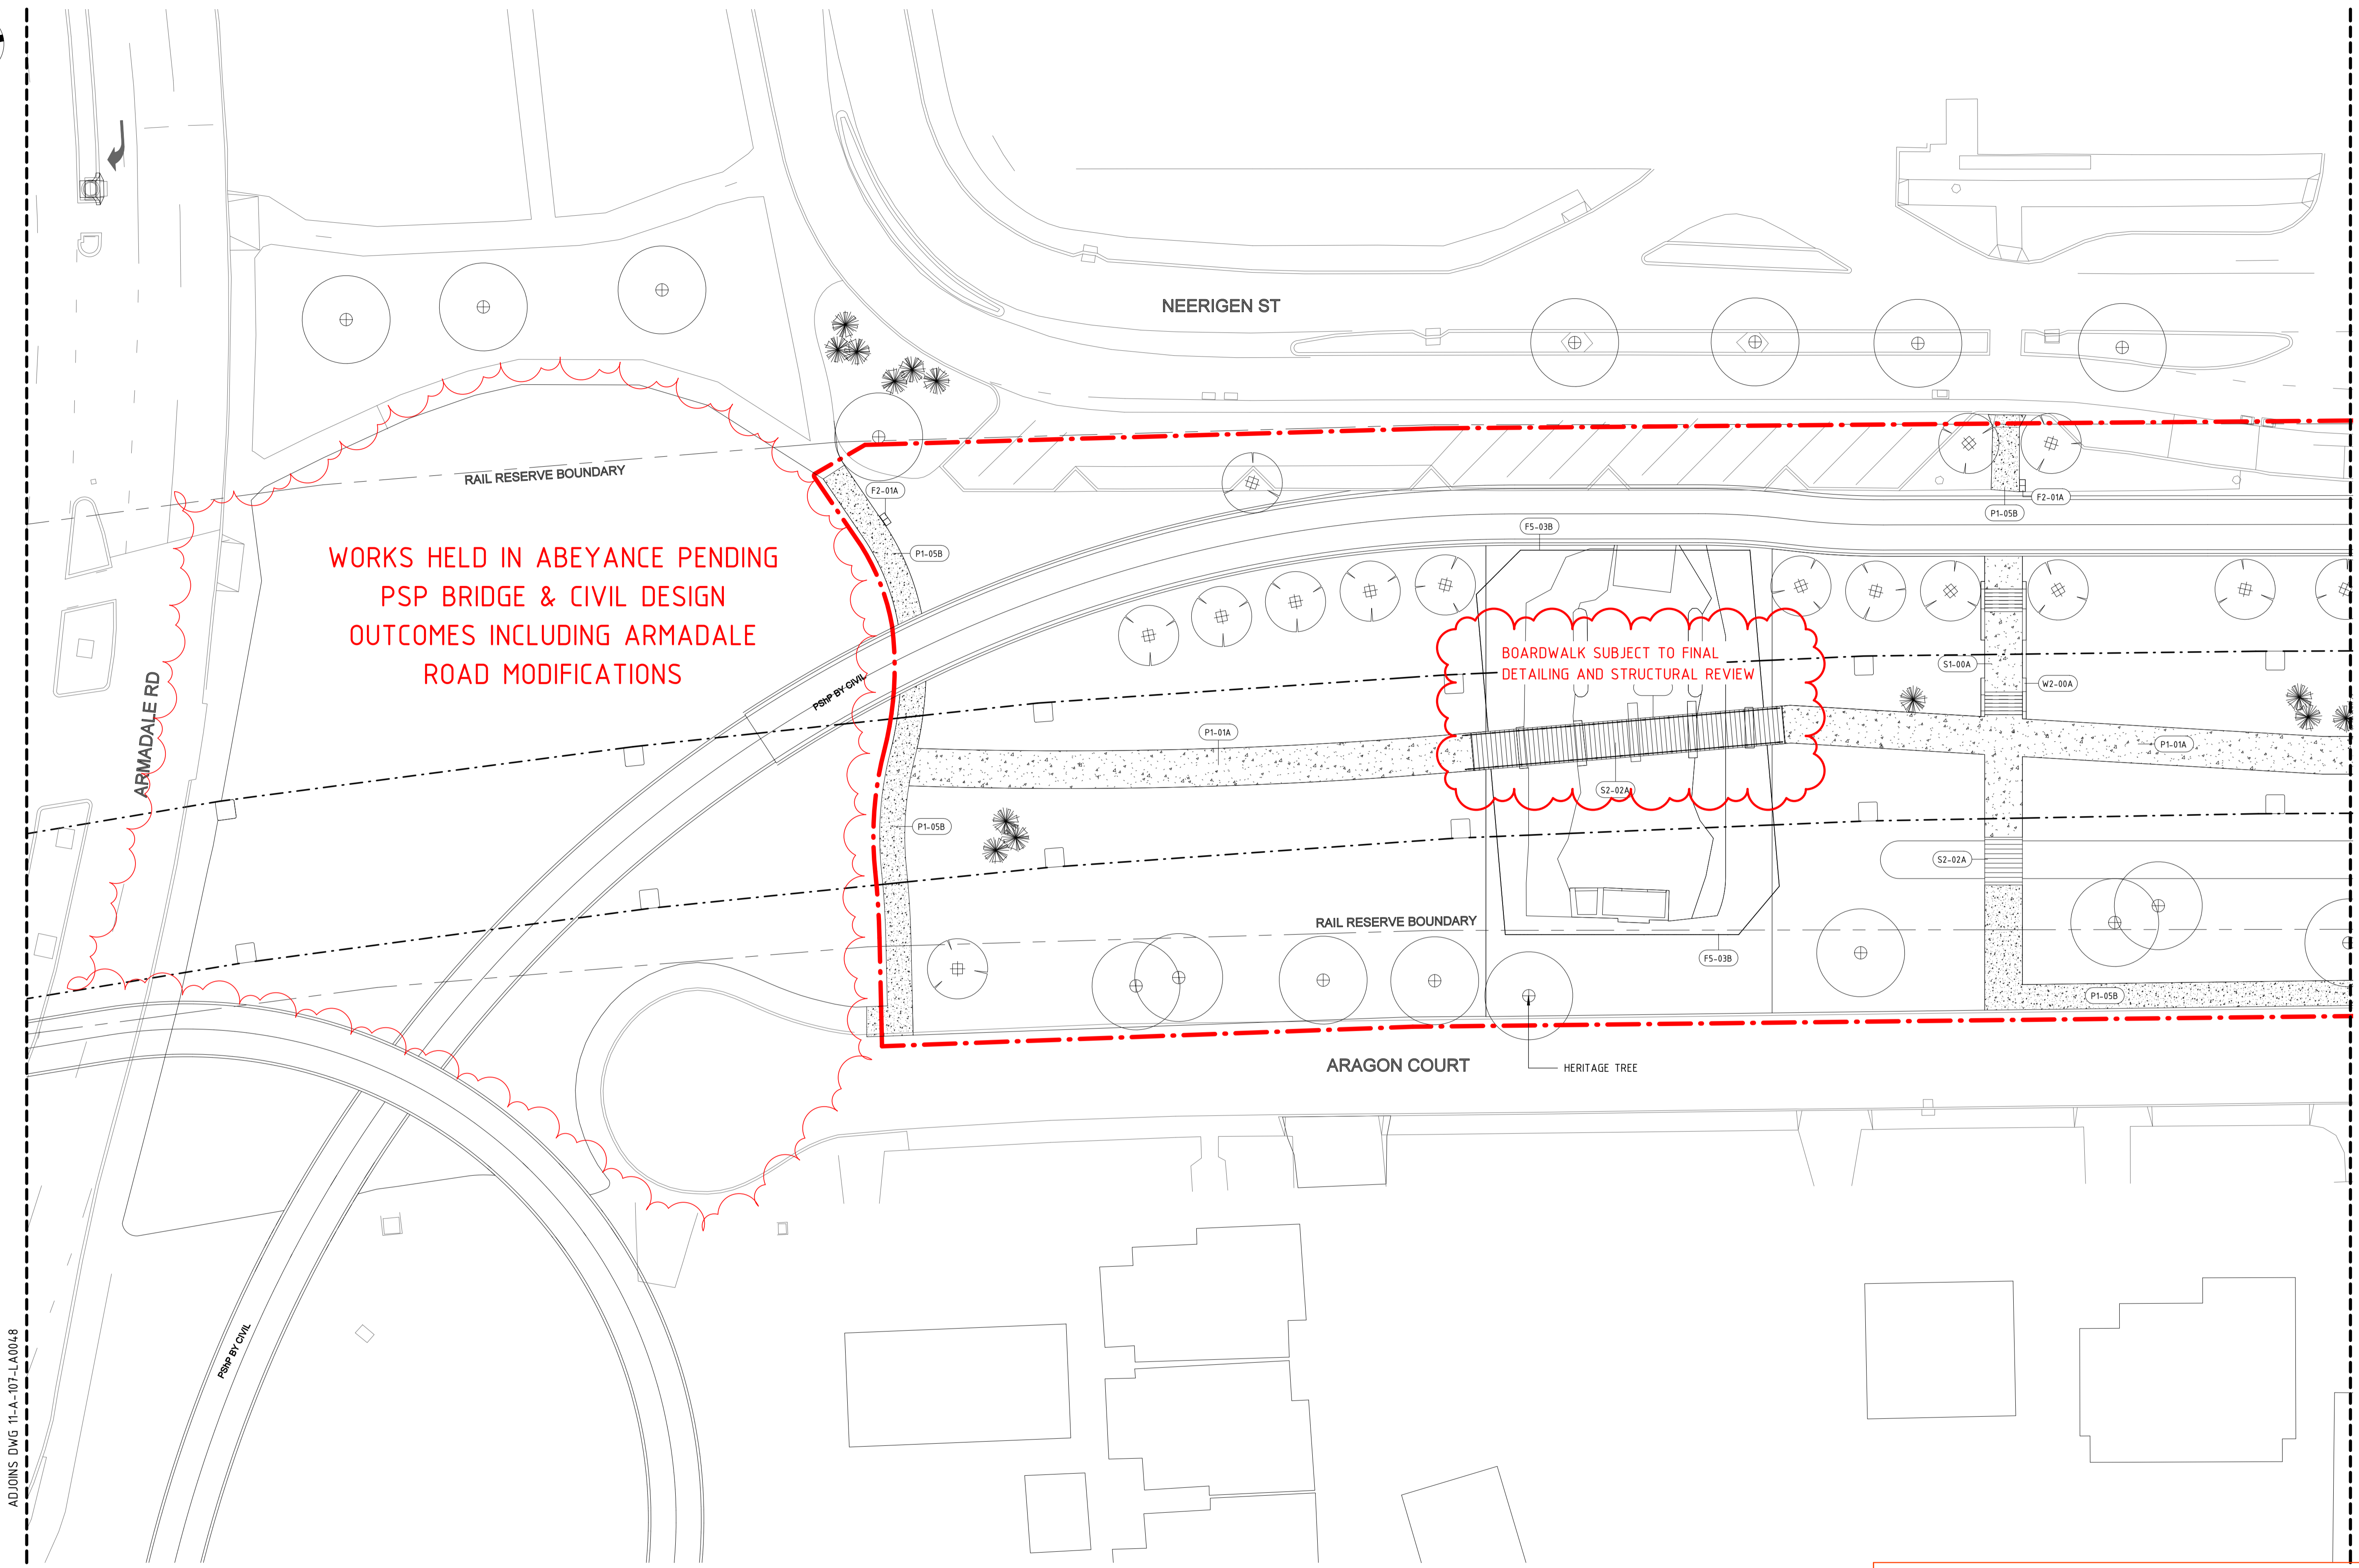 NEERIGEN ST
RAIL RESERVE BOUNDARY
F2-01A
F2-01A
P1-05B
F5-03B
P1-05B
WORKS HELD IN ABEYANCE PENDING
PSP BRIDGE & CIVIL DESIGN
OUTCOMES INCLUDING ARMADALE
ROAD MODIFICATIONS
BOARDWALK SUBJECT TO FINAL
DETAILING AND STRUCTURAL REVIEW
S1-00A
W2-00A
PShP BY CIVIL
ARMADALE RD
P1-01A
P1-01A
S2-02A
P1-05B
S2-02A
RAIL RESERVE BOUNDARY
F5-03B
P1-05B
ARAGON COURT
HERITAGE TREE
PShP BY CIVIL
ADJOINS DWG 11-A-107-LA0048